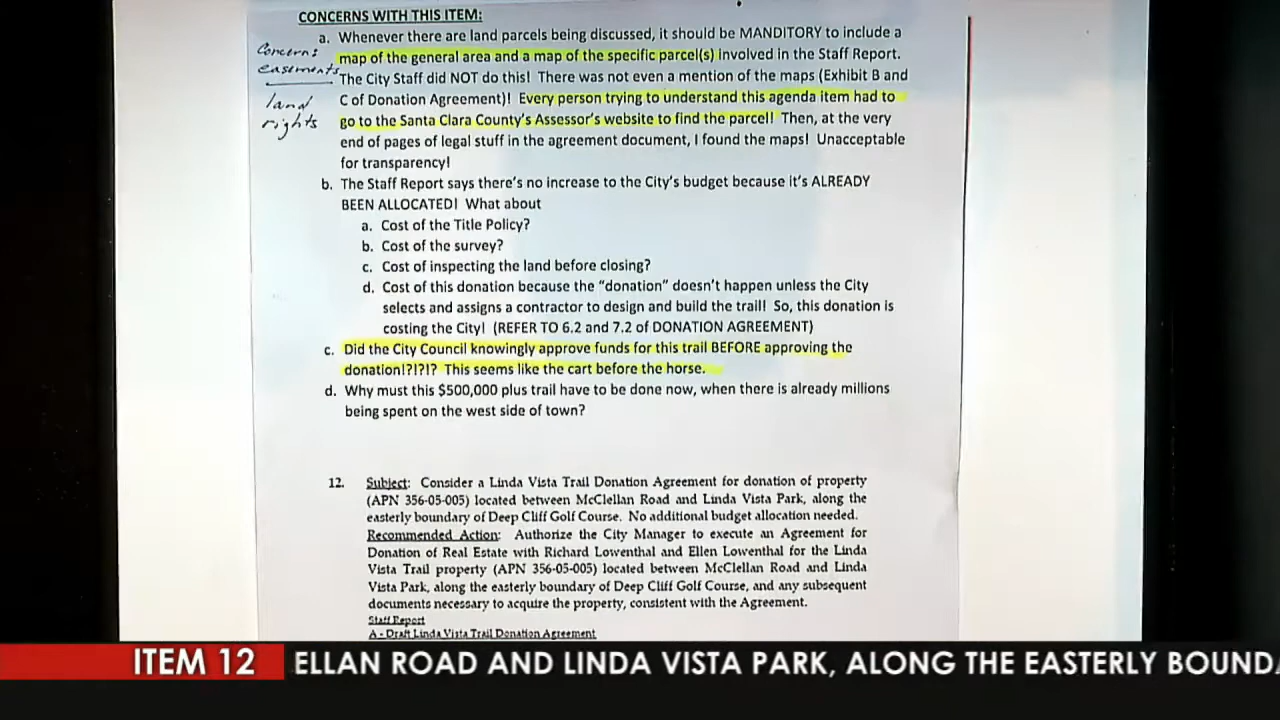 CONCERNS WITH THIS ITEM:
a. Whenever there are land parcels being discussed, it should be MANDITORY to include a
map of the general area and a map of the specific parcel(s) involved in the Staff Report.
The City Staff did NOT do this! There was not even a mention of the maps (Exhibit B and
C of Donation Agreement)! Every person trying to understand this agenda item had to
go to the Santa Clara County's Assessor's website to find the parcel! Then, at the very
end of pages of legal stuff in the agreement document, I found the maps! Unacceptable
for transparency!
Concerns
easements
land
rights
b. The Staff Report says there's no increase to the City's budget because it's ALREADY
BEEN ALLOCATED! What about
a. Cost of the Title Policy?
b. Cost of the survey?
c. Cost of inspecting the land before closing?
d. Cost of this donation because the "donation" doesn't happen unless the City
selects and assigns a contractor to design and build the trail! So, this donation is
costing the City! (REFER TO 6.2 and 7.2 of DONATION AGREEMENT)
c. Did the City Council knowingly approve funds for this trail BEFORE approving the
donation!?!?!? This seems like the cart before the horse.
d. Why must this $500,000 plus trail have to be done now, when there is already millions
being spent on the west side of town?
12. Subject: Consider a Linda Vista Trail Donation Agreement for donation of property
(APN 356-05-005) located between McClellan Road and Linda Vista Park, along the
easterly boundary of Deep Cliff Golf Course. No additional budget allocation needed.
Recommended Action: Authorize the City Manager to execute an Agreement for
Donation of Real Estate with Richard Lowenthal and Ellen Lowenthal for the Linda
Vista Trail property (APN 356-05-005) located between McClellan Road and Linda
Vista Park, along the easterly boundary of Deep Cliff Golf Course, and any subsequent
documents necessary to acquire the property, consistent with the Agreement.
Staff Report
A - Draft Linda Vista Trail Donation Agreement
ITEM 12 ELLAN ROAD AND LINDA VISTA PARK, ALONG THE EASTERLY BOUNDA